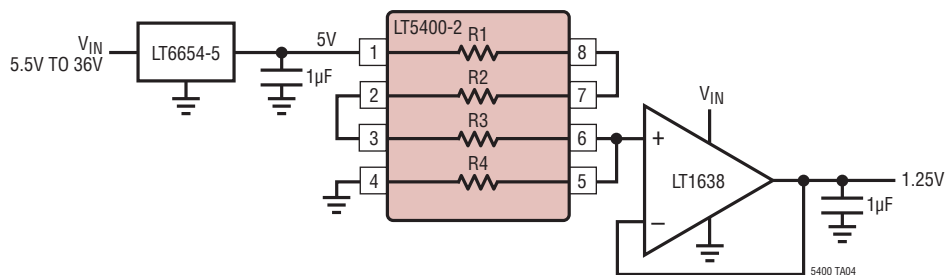 LT5400-2
V_IN
5.5V TO 36V
LT6654-5
5V
1µF
1
R1
8
2
R2
7
3
R3
6
4
R4
5
V_IN
+
LT1638
−
1.25V
1µF
5400 TA04